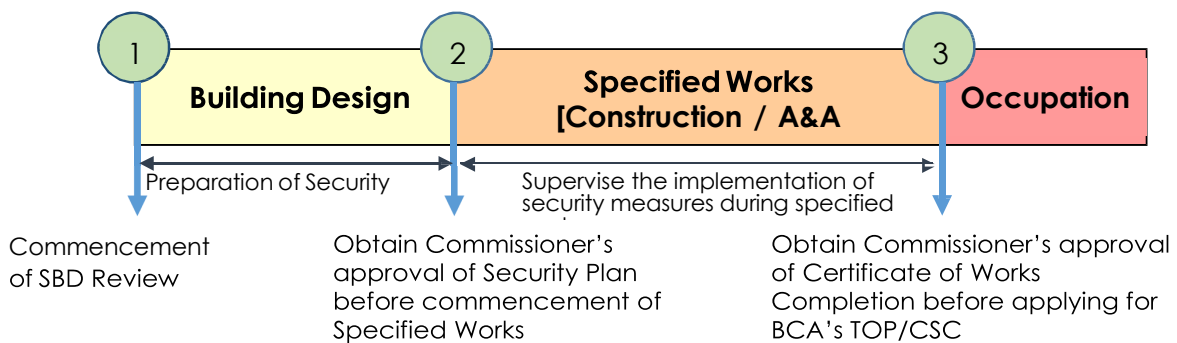 1
2
3
Building Design
Specified Works
[Construction / A&A
Occupation
Preparation of Security
Supervise the implementation of
security measures during specified
Commencement
of SBD Review
Obtain Commissioner's
approval of Security Plan
before commencement of
Specified Works
Obtain Commissioner's approval
of Certificate of Works
Completion before applying for
BCA's TOP/CSC